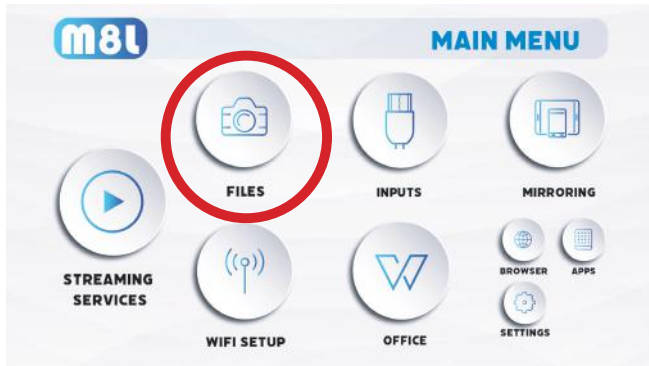 M8L
MAIN MENU
FILES
INPUTS
MIRRORING
STREAMING
SERVICES
BROWSER
APPS
WIFI SETUP
OFFICE
SETTINGS